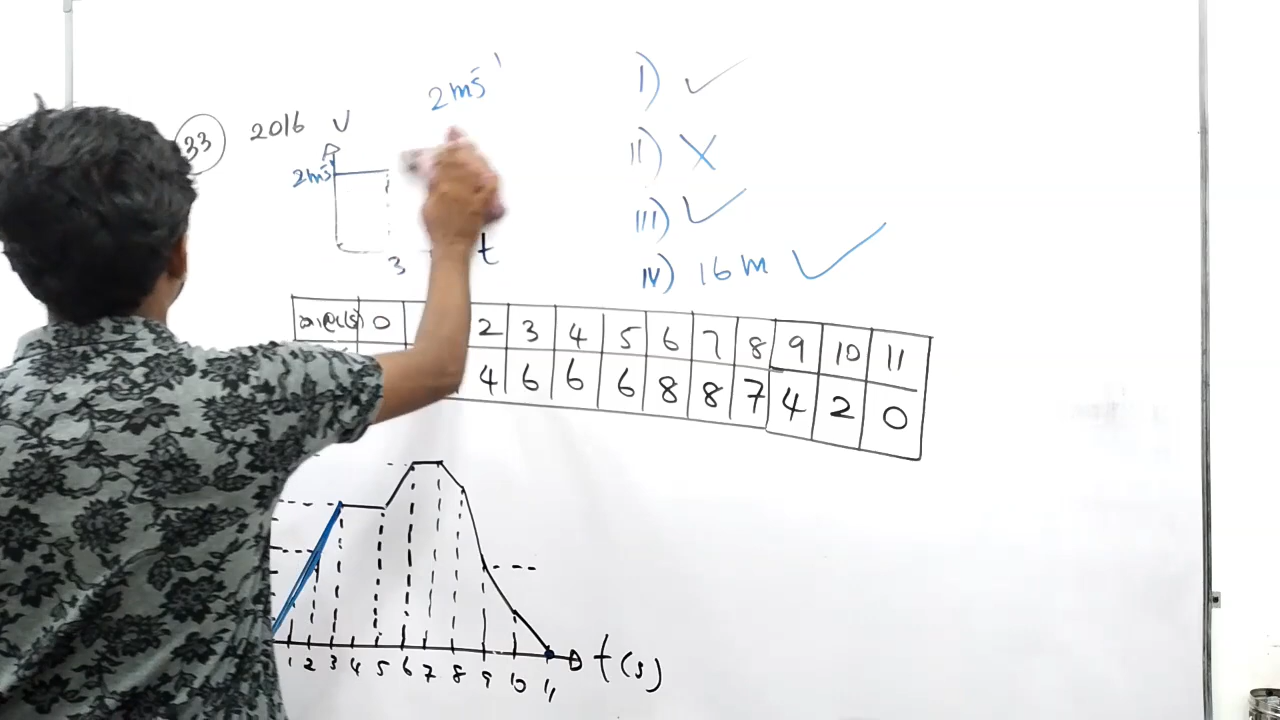 2ms⁻¹
I) ✓
33 2016 V
II) X
2ms⁻¹
III) ✓
t
3
IV) 16 m ✓
කාලය(s) 0 2 3 4 5 6 7 8 9 10 11
4 6 6 6 8 8 7 4 2 0
1 2 3 4 5 6 7 8 9 10 11
t(s)